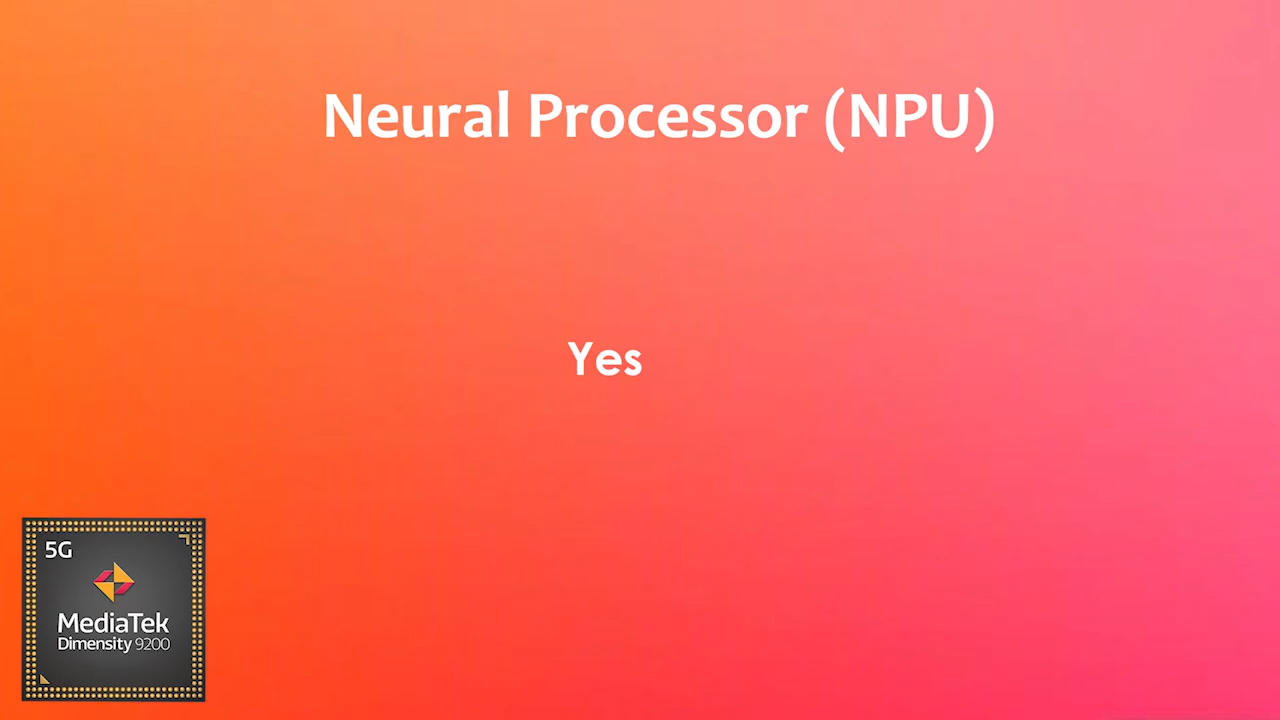 Neural Processor (NPU)
Yes
5G
MediaTek
Dimensity 9200